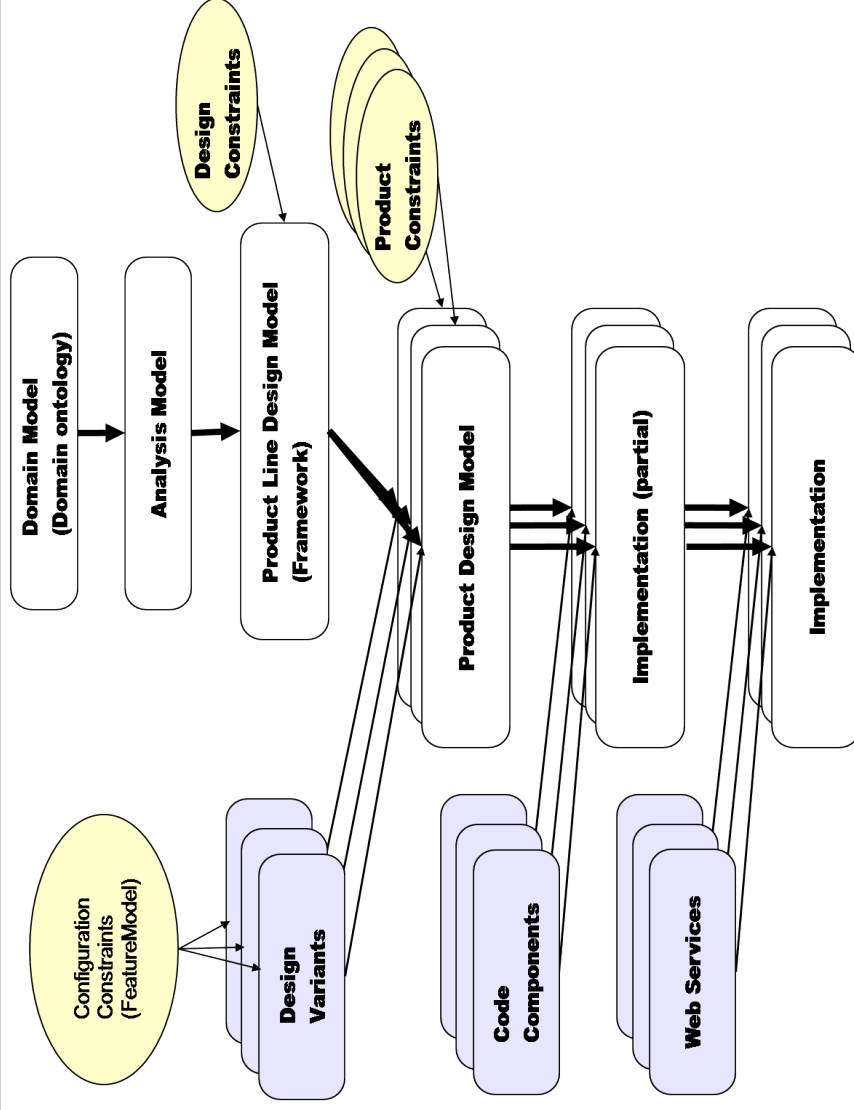 Domain Model
(Domain ontology)
Analysis Model
Product Line Design Model
(Framework)
Design
Constraints
Product
Constraints
Configuration
Constraints
(FeatureModel)
Design
Variants
Product Design Model
Code
Components
Implementation (partial)
Web Services
Implementation